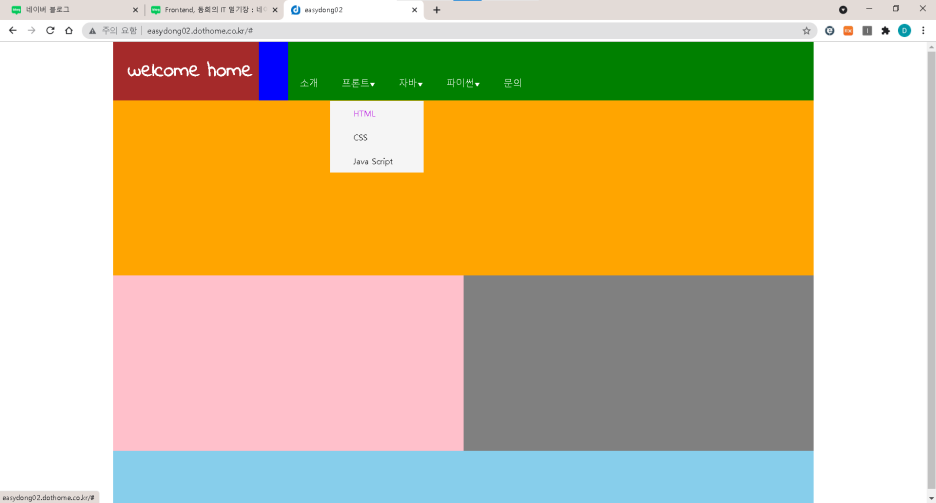 네이버 블로그
Frontend, 동희의 IT 열기장 : 네이
easydong02
주의 요함
easydong02.dothome.co.kr/#
D
welcome home
소개
프론트▾
자바▾
파이썬▾
문의
HTML
CSS
Java Script
easydong02.dothome.co.kr/#